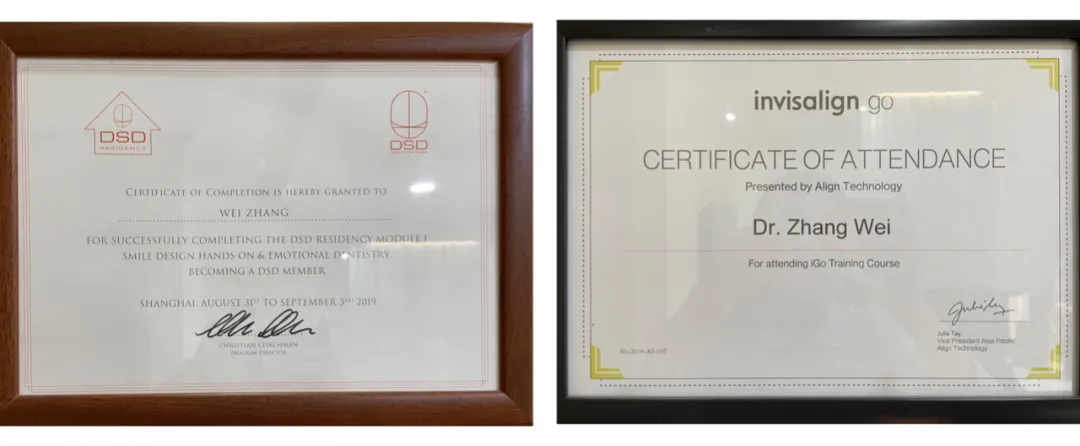 DSD
RESIDENCY
DSD
CERTIFICATE OF COMPLETION IS HEREBY GRANTED TO
WEI ZHANG
FOR SUCCESSFULLY COMPLETING THE DSD RESIDENCY MODULE 1
SMILE DESIGN HANDS-ON & EMOTIONAL DENTISTRY,
BECOMING A DSD MEMBER.
SHANGHAI, AUGUST 31ST TO SEPTEMBER 3RD 2019.
CHRISTIAN COACHMAN
PROGRAM DIRECTOR
invisalign go
CERTIFICATE OF ATTENDANCE
Presented by Align Technology
Dr. Zhang Wei
For attending iGo Training Course
Julie Tay
Vice President Asia Pacific
Align Technology